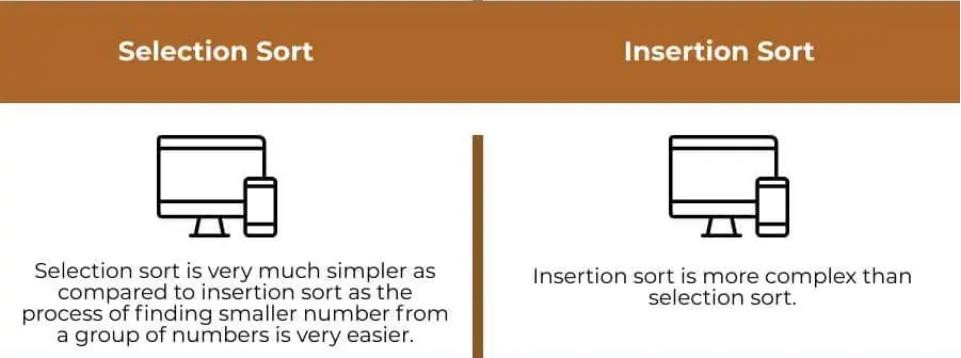 Selection Sort
Insertion Sort
Selection sort is very much simpler as
compared to insertion sort as the
process of finding smaller number from
a group of numbers is very easier.
Insertion sort is more complex than
selection sort.